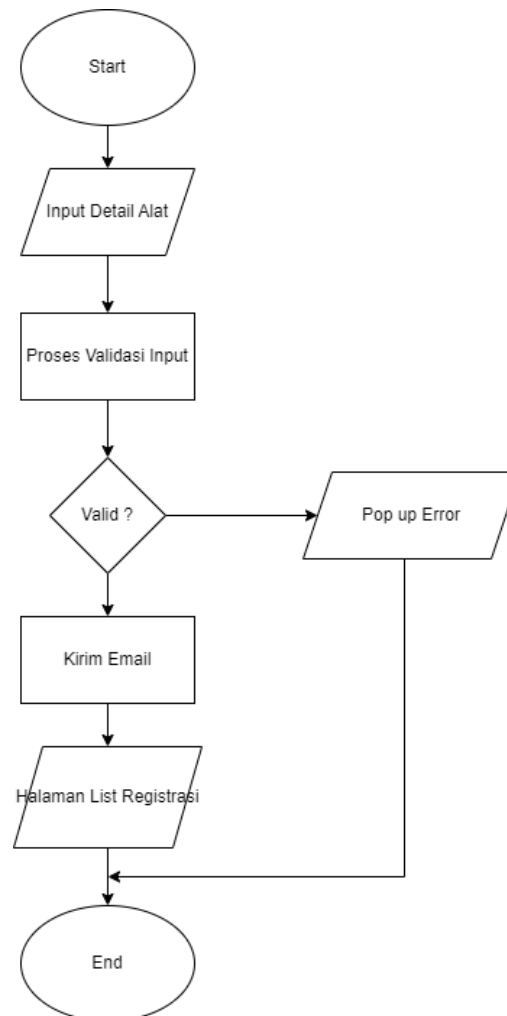 Start
Input Detail Alat
Proses Validasi Input
Valid ?
Pop up Error
Kirim Email
Halaman List Registrasi
End